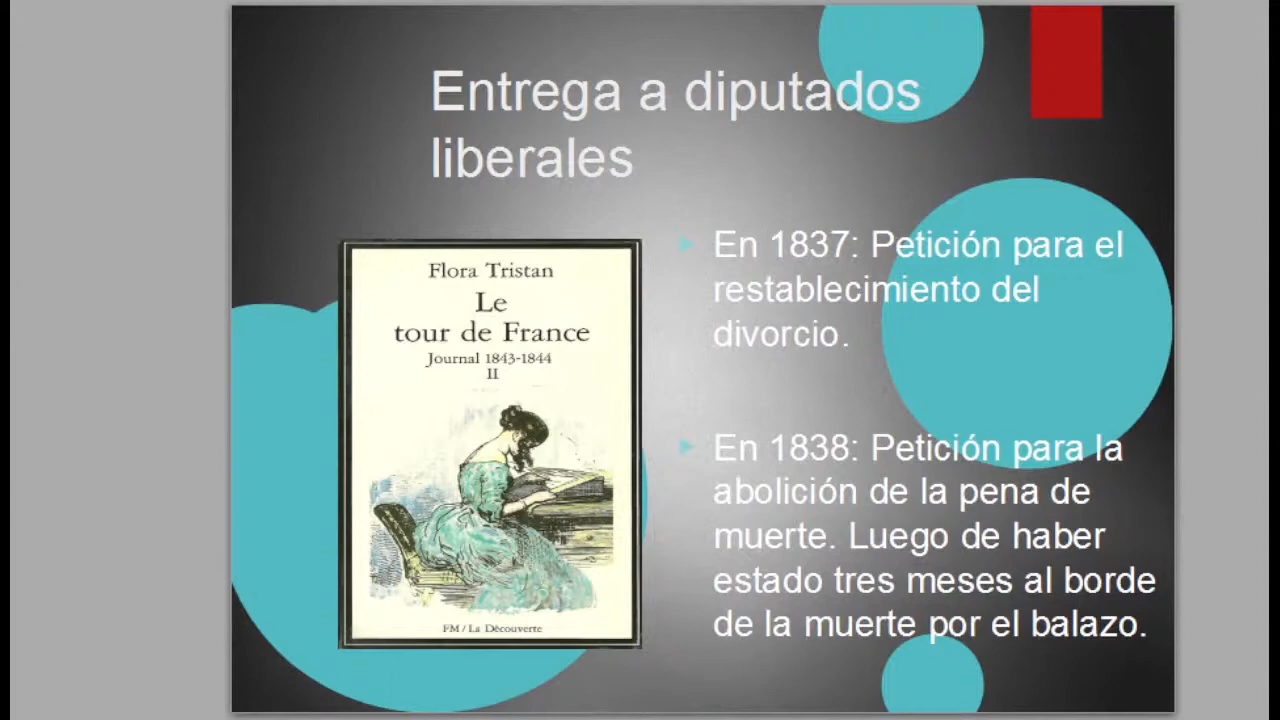 Entrega a diputados
liberales
Flora Tristan
Le
tour de France
Journal 1843-1844
II
FM/La Découverte
En 1837: Petición para el
restablecimiento del
divorcio.
En 1838: Petición para la
abolición de la pena de
muerte. Luego de haber
estado tres meses al borde
de la muerte por el balazo.